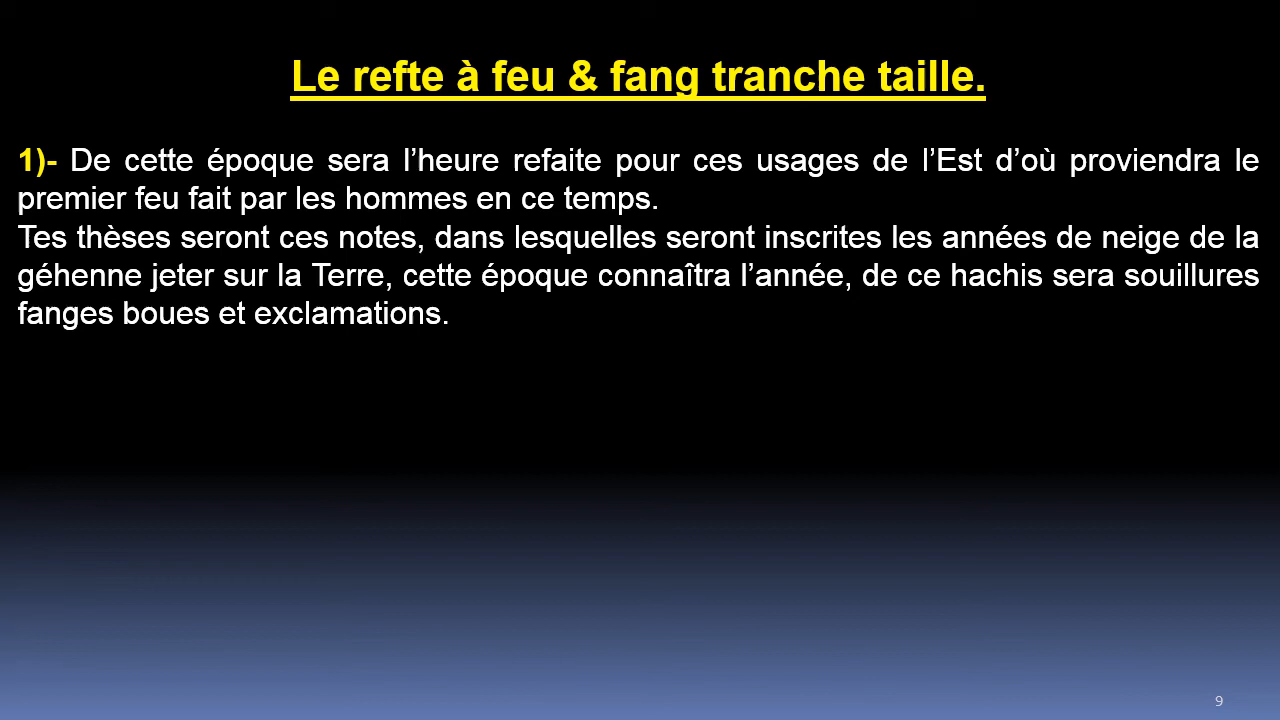 Le refte à feu & fang tranche taille.
1)- De cette époque sera l’heure refaite pour ces usages de l’Est d’où proviendra le
premier feu fait par les hommes en ce temps.
Tes thèses seront ces notes, dans lesquelles seront inscrites les années de neige de la
géhenne jeter sur la Terre, cette époque connaîtra l’année, de ce hachis sera souillures
fanges boues et exclamations.
9